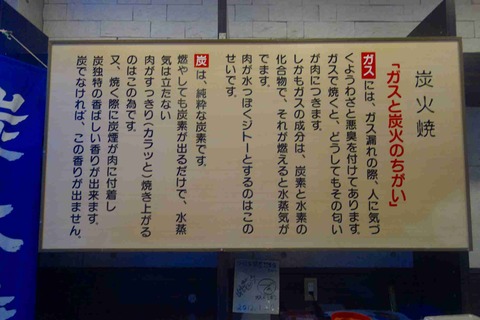 炭火焼
「ガスと炭火のちがい」
ガスには、ガス漏れの際、人に気づ
くようわざと悪臭を付けてあります。
ガスで焼くと、どうしてもその匂い
が肉につきます。
しかもガスの成分は、炭素と水素の
化合物で、それが燃えると水蒸気が
でます。
肉が水っぽくジトーとするのはこの
せいです。
炭は、純粋な炭素です。
燃やしても炭素が出るだけで、水蒸
気は立たない
肉がすっきり(カラッと)焼き上がる
のはこの為です。
又、焼く際に炭煙が肉に付着し
炭独特の香ばしい香りが出来ます。
炭でなければ、この香りが出ません。
炭火